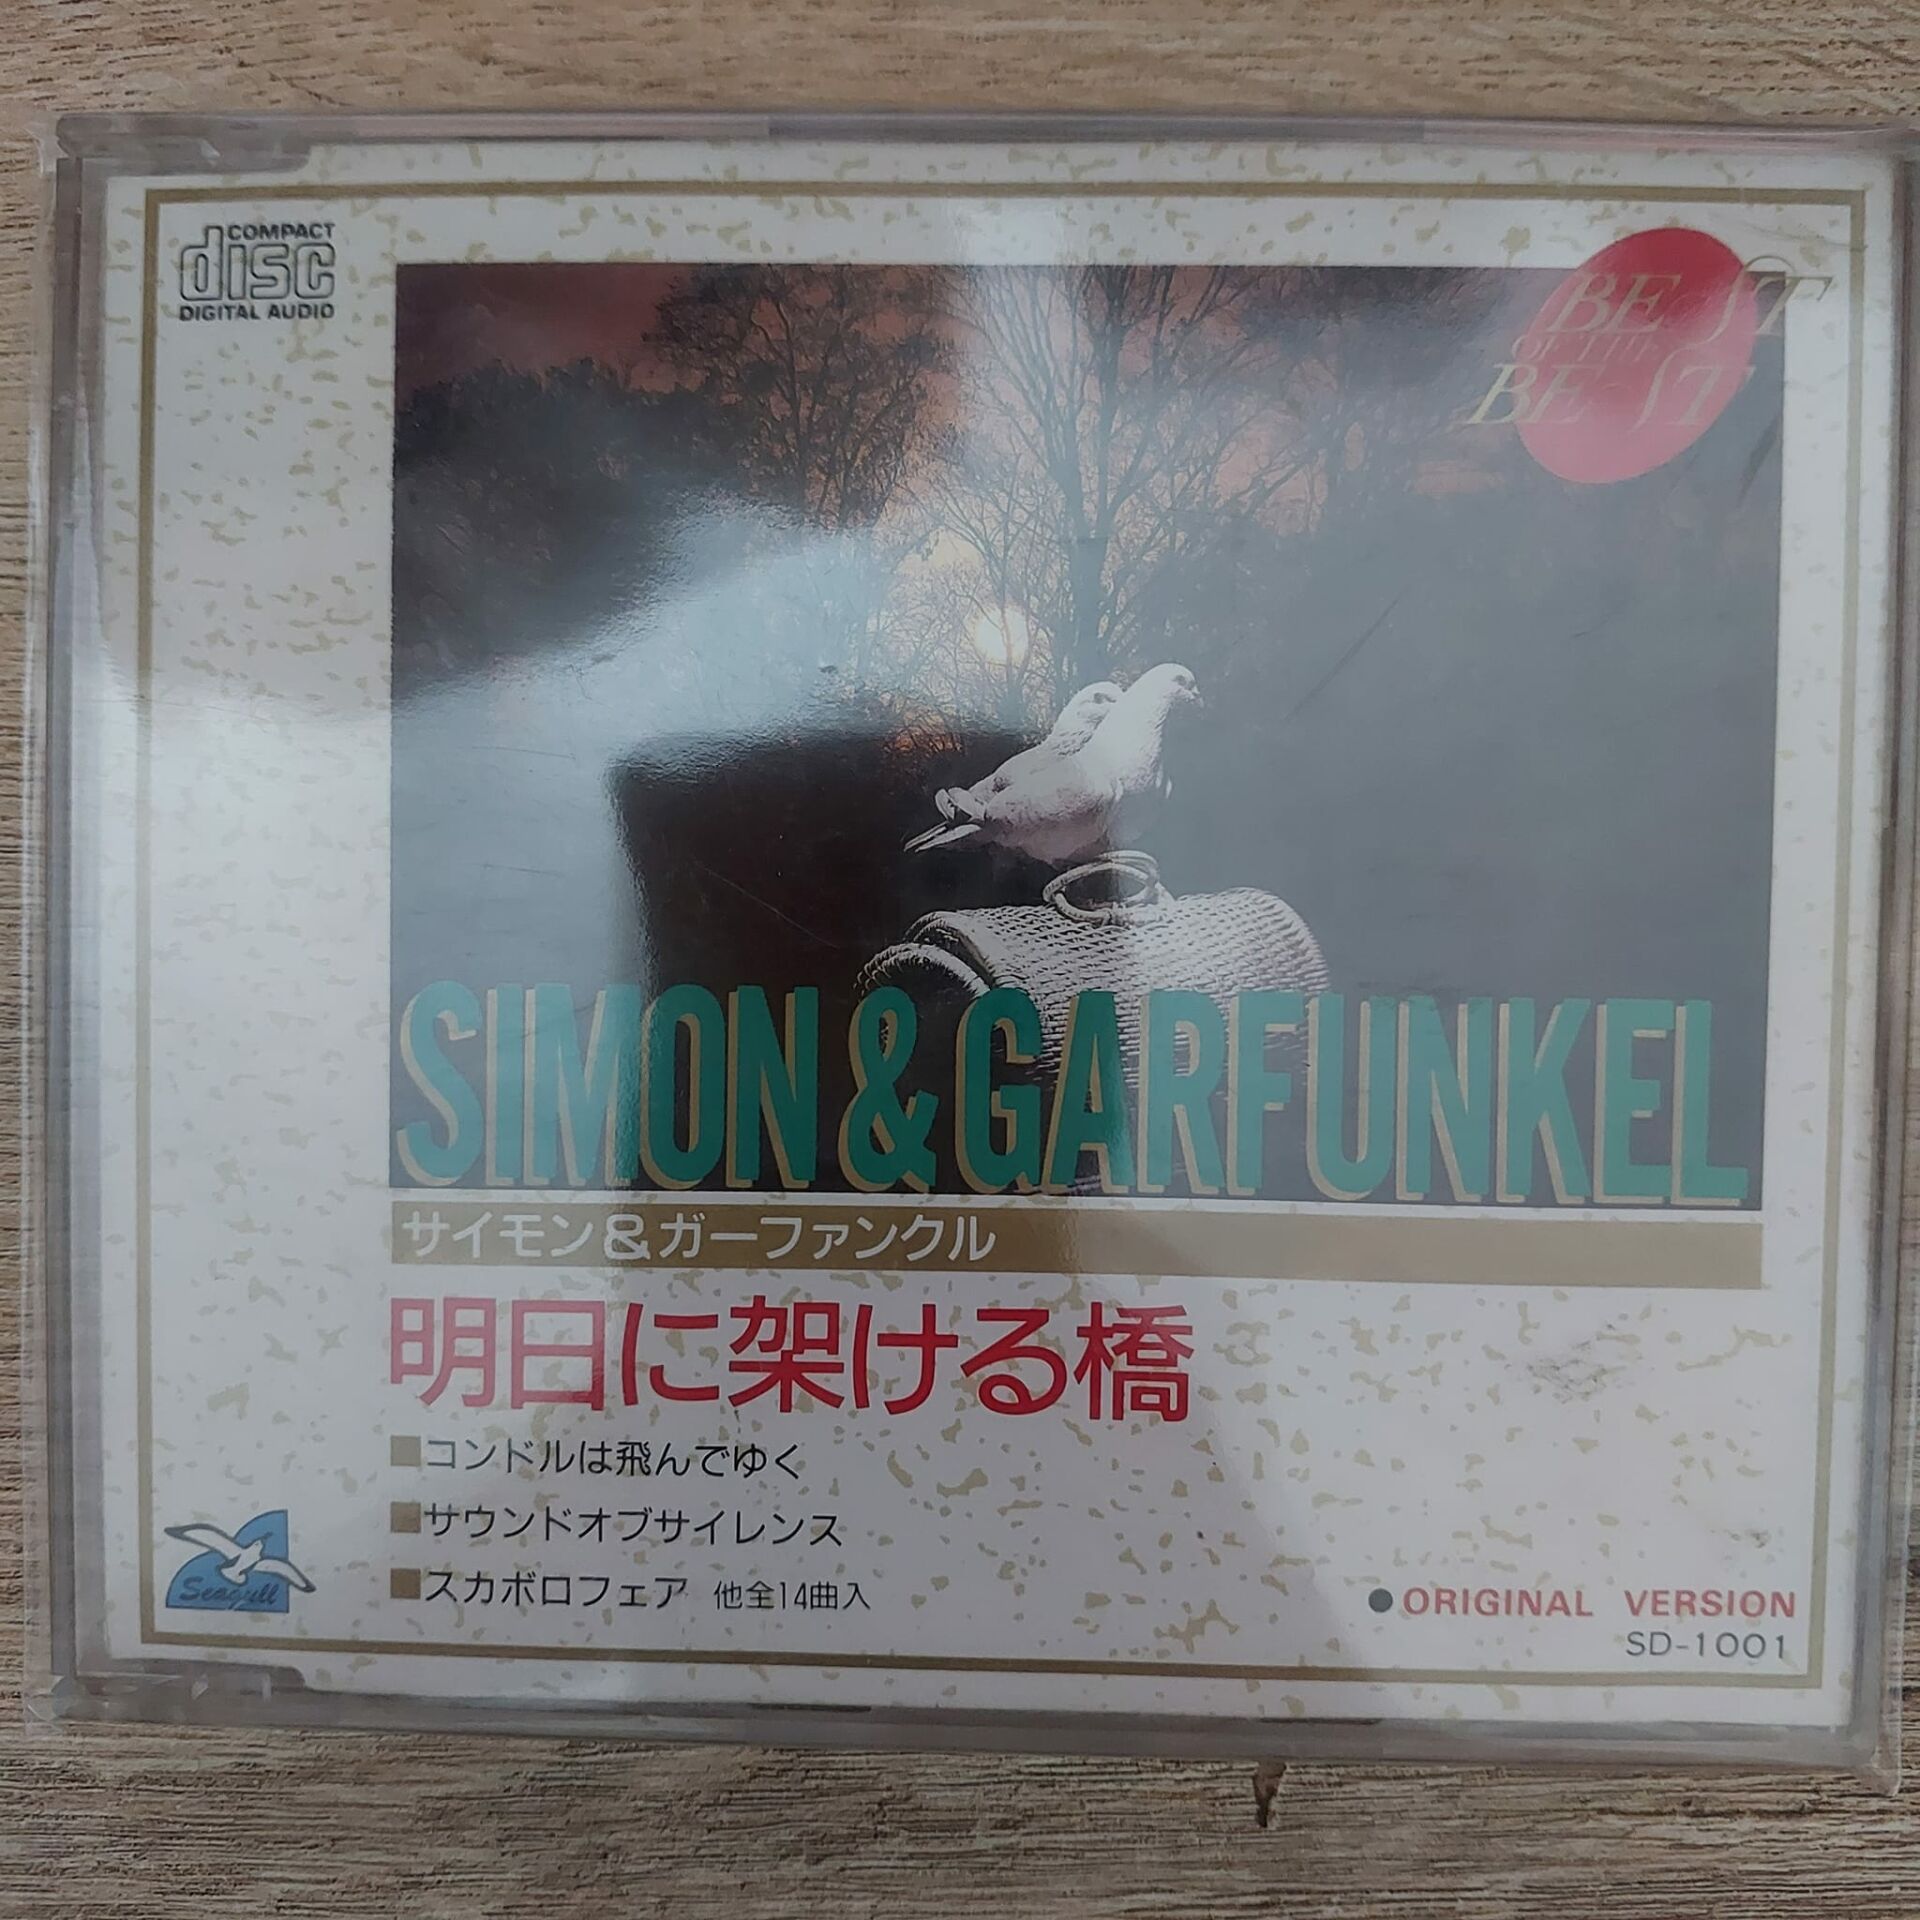 COMPACT
disc
DIGITAL AUDIO
BEST
OF THE
BEST
SIMON & GARFUNKEL
サイモン&ガーファンクル
明日に架ける橋
コンドルは飛んでゆく
サウンドオブサイレンス
スカボロフェア 他全14曲入
Seagull
●ORIGINAL VERSION
SD-1001